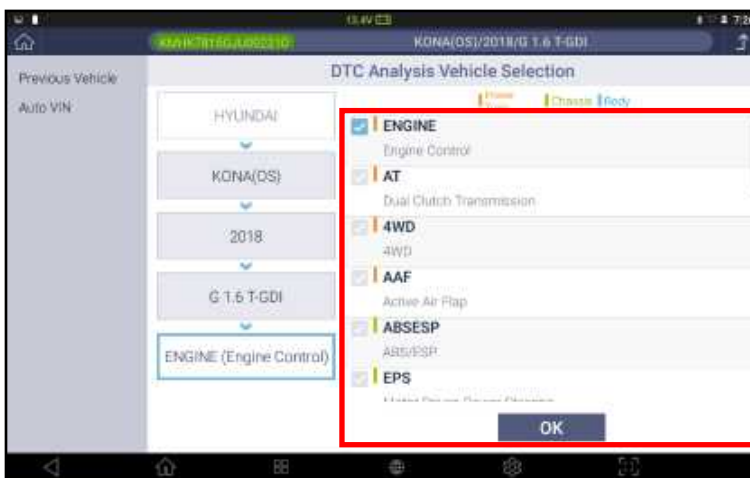 13.4V
KONA(OS)/2018/G 1.6 T-GDI
DTC Analysis Vehicle Selection
Previous Vehicle
Auto VIN
HYUNDAI
KONA(OS)
2018
G 1.6 T-GDI
ENGINE (Engine Control)
Chassis Body
ENGINE
Engine Control
AT
Dual Clutch Transmission
4WD
4WD
AAF
Active Air Flap
ABSESP
ABS/ESP
EPS
OK